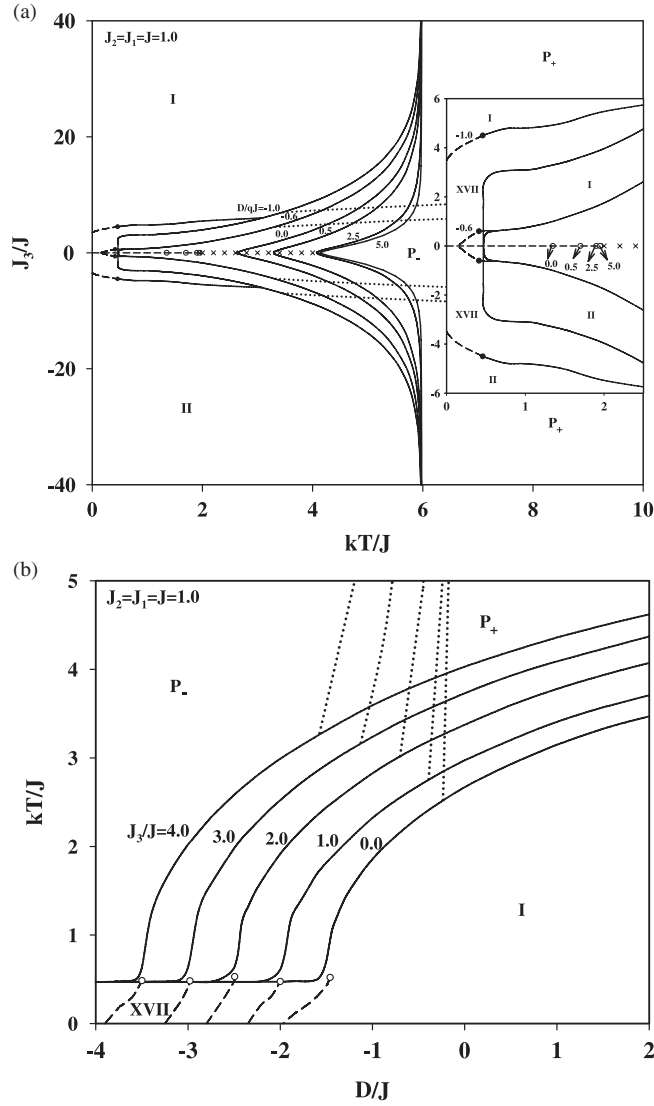 (a)
J₂=J₁=J=1.0
I
P₊
D/qJ=-1.0
-0.6
0.0
0.5
2.5
5.0
P₋
II
40
20
0
-20
-40
J₃/J
0 2 4 6 8 10
kT/J
-1.0
I
XVII
I
-0.6
0.0 0.5 2.5 5.0
XVII
II
II
6
4
2
0
-2
-4
-6
0 1 2
P₊
(b)
J₂=J₁=J=1.0
P₋
P₊
J₃/J=4.0 3.0 2.0 1.0 0.0
I
XVII
5
4
3
2
1
0
kT/J
-4 -3 -2 -1 0 1 2
D/J